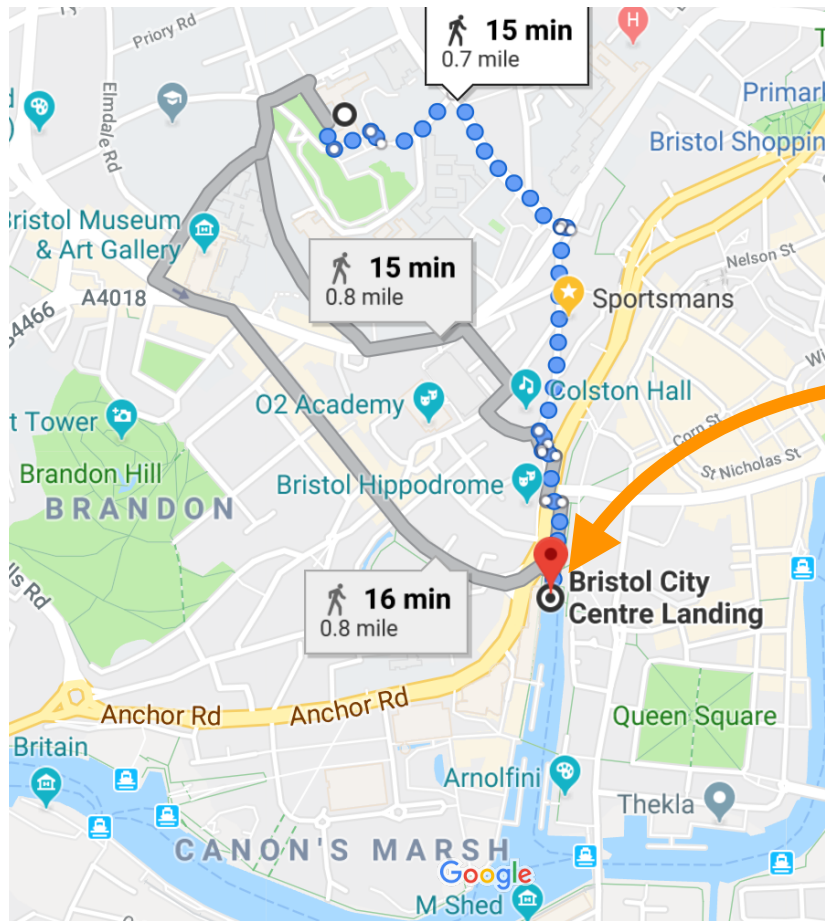 Priory Rd
15 min
0.7 mile
H
Elmdale Rd
Primark
Bristol Shoppin
Bristol Museum
& Art Gallery
15 min
0.8 mile
Nelson St
A4018
Sportsmans
O2 Academy
Colston Hall
t Tower
Corn St
St Nicholas St
Brandon Hill
BRANDON
Bristol Hippodrome
16 min
0.8 mile
Bristol City
Centre Landing
Anchor Rd
Anchor Rd
Queen Square
Britain
Arnolfini
Thekla
CANON'S MARSH
Google
M Shed